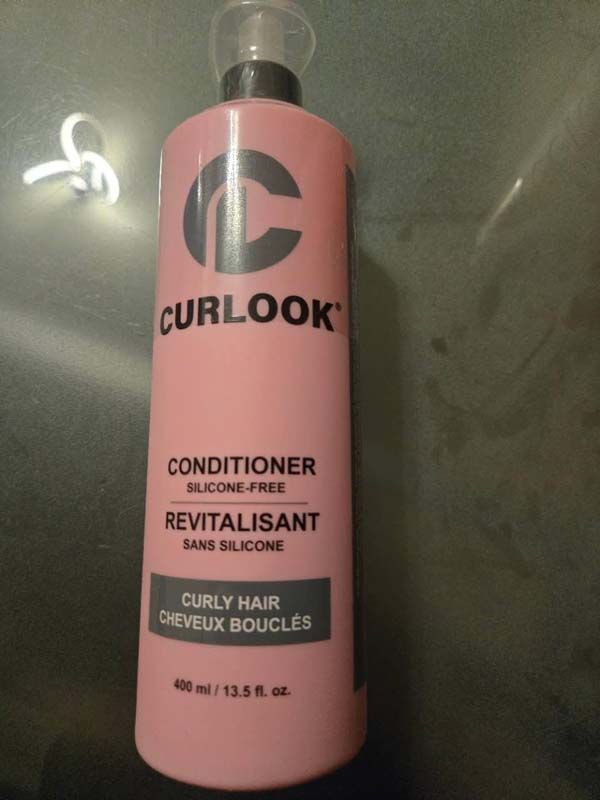 CURLOOK®
CONDITIONER
SILICONE-FREE
REVITALISANT
SANS SILICONE
CURLY HAIR
CHEVEUX BOUCLÉS
400 ml / 13.5 fl. oz.